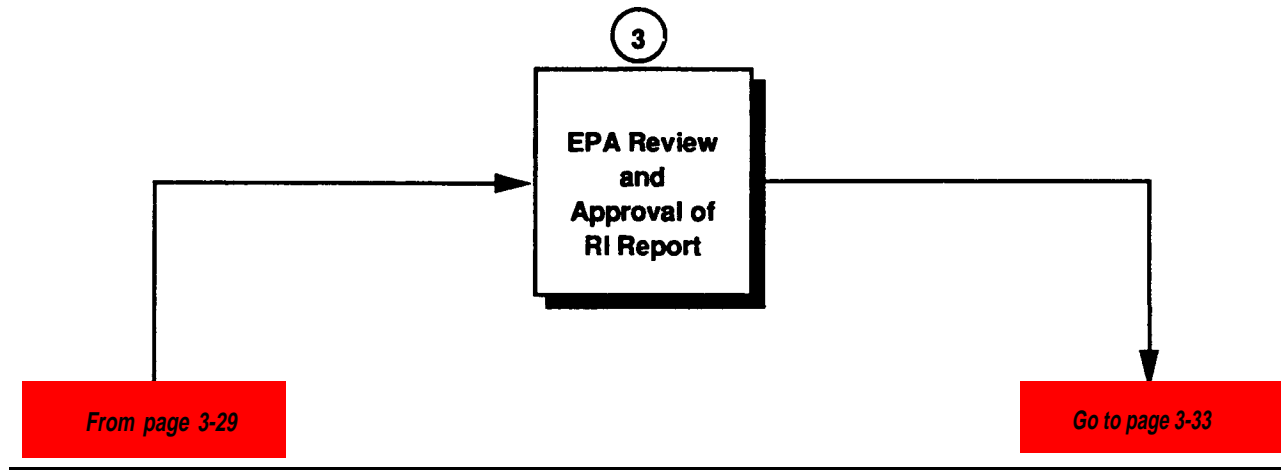 3
EPA Review
and
Approval of
RI Report
From page 3-29
Go to page 3-33